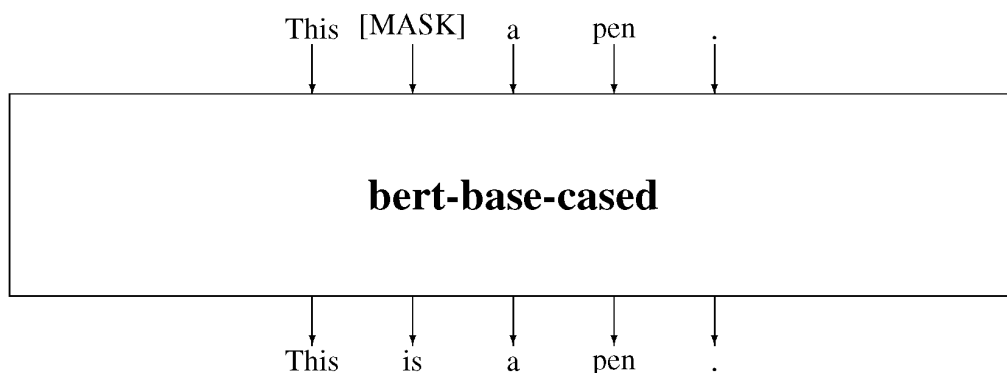 This [MASK] a pen .
bert-base-cased
This is a pen .